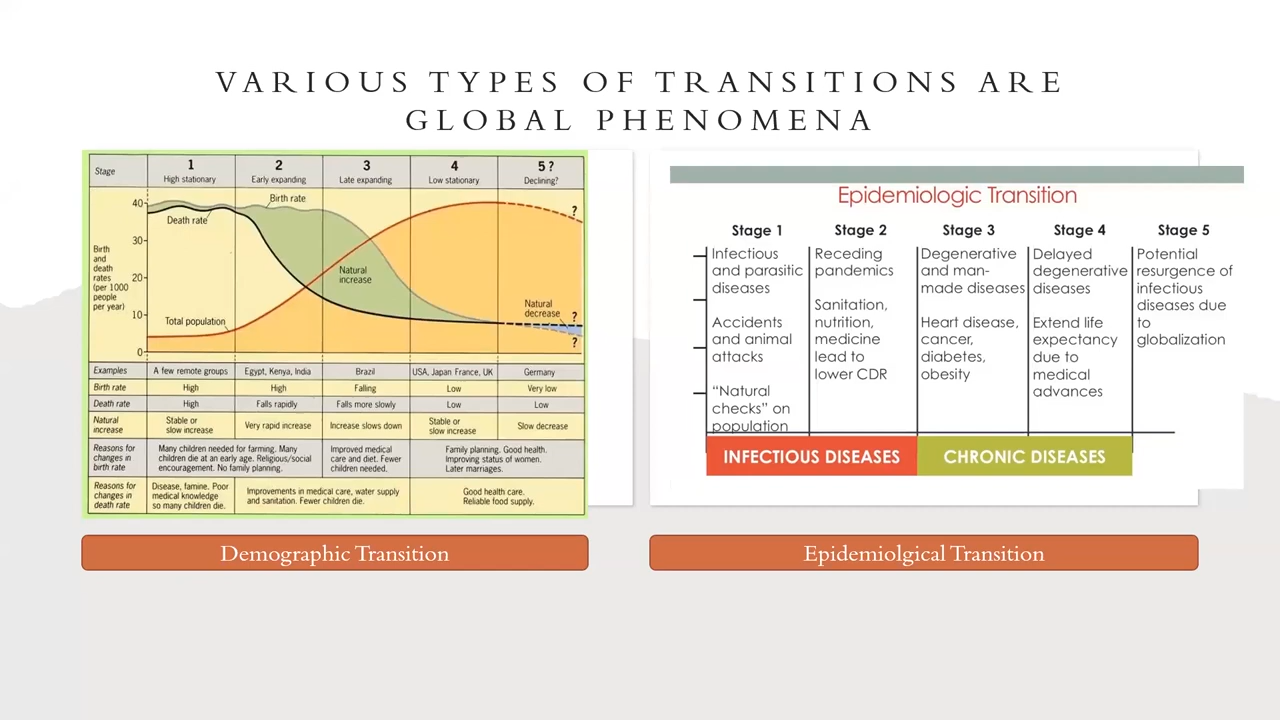 VARIOUS TYPES OF TRANSITIONS ARE
GLOBAL PHENOMENA
Stage
1
High stationary
2
Early expanding
3
Late expanding
4
Low stationary
5?
Declining?
Birth
and
death
rates
(per 1000
people
per year)
40
30
20
10
0
Birth rate
Death rate
Natural
increase
Total population
Natural
decrease
?
?
?
Examples
A few remote groups
Egypt, Kenya, India
Brazil
USA, Japan France, UK
Germany
Birth rate
High
High
Falling
Low
Very low
Death rate
High
Falls rapidly
Falls more slowly
Low
Low
Natural
increase
Stable or
slow increase
Very rapid increase
Increase slows down
Stable or
slow increase
Slow decrease
Reasons for
changes in
birth rate
Many children needed for farming. Many
children die at an early age. Religious/social
encouragement. No family planning.
Improved medical
care and diet. Fewer
children needed.
Family planning. Good health.
Improving status of women.
Later marriages.
Reasons for
changes in
death rate
Disease, famine. Poor
medical knowledge
so many children die.
Improvements in medical care, water supply
and sanitation. Fewer children die.
Good health care.
Reliable food supply.
Demographic Transition
Epidemiologic Transition
Stage 1
Infectious
and parasitic
diseases
Accidents
and animal
attacks
“Natural
checks” on
population
Stage 2
Receding
pandemics
Sanitation,
nutrition,
medicine
lead to
lower CDR
Stage 3
Degenerative
and man-
made diseases
Heart disease,
cancer,
diabetes,
obesity
Stage 4
Delayed
degenerative
diseases
Extend life
expectancy
due to
medical
advances
Stage 5
Potential
resurgence of
infectious
diseases due
to
globalization
INFECTIOUS DISEASES
CHRONIC DISEASES
Epidemiolgical Transition